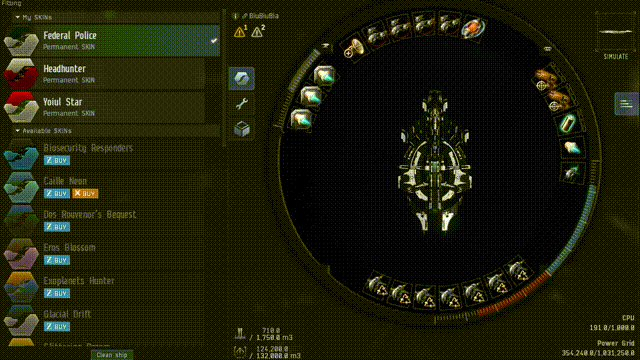 Fitting
My SKINs
Federal Police
Permanent SKIN
Headhunter
Permanent SKIN
Yoiul Star
Permanent SKIN
Available SKINs
Biosecurity Responders
BUY
Caille Neon
BUY BUY
Dos Rouvenor's Bequest
BUY
Eros Blossom
BUY
Exoplanets Hunter
BUY
Glacial Drift
BUY
Clean ship
BluBluBla
1 2
SIMULATE
710.0
/ 1,750.0 m3
124,200.0
/ 132,000.0 m3
CPU
191.0/1,000.0
Power Grid
354,240.0/1,031,250.0